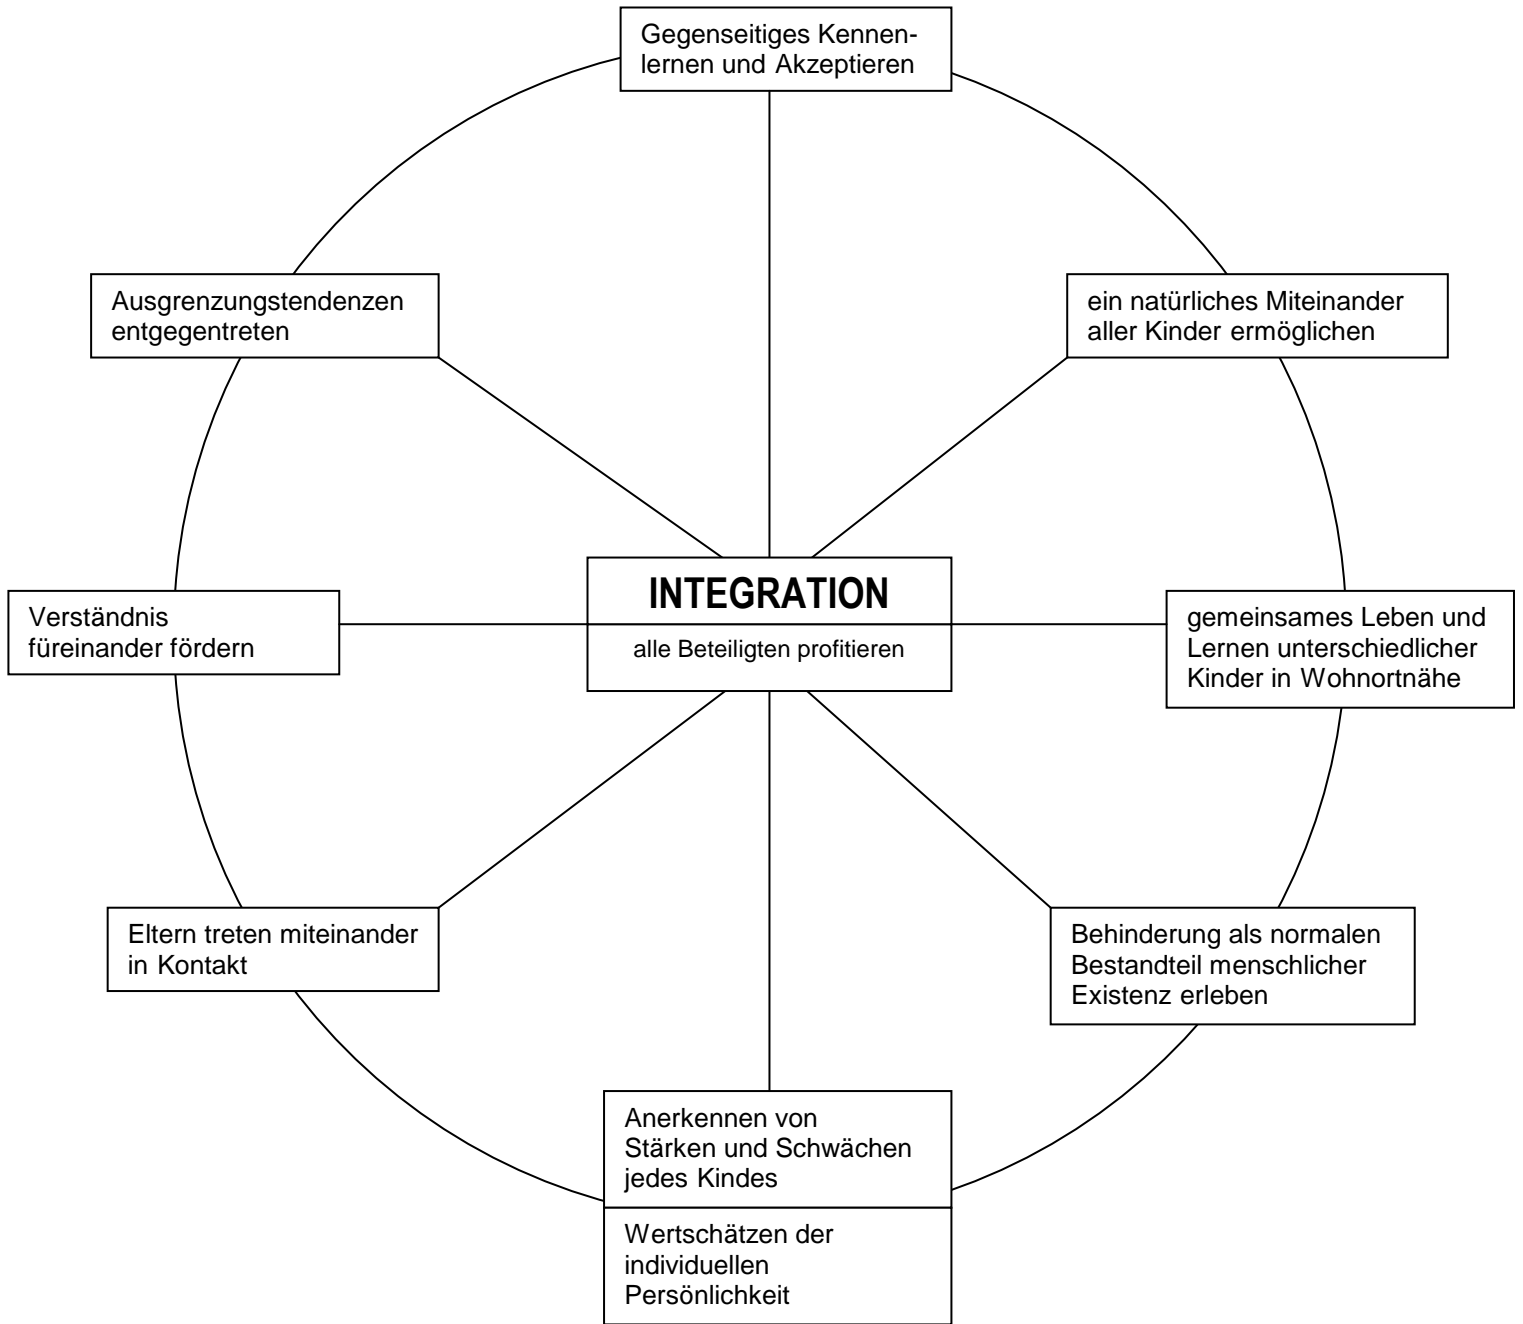 Gegenseitiges Kennen-
lernen und Akzeptieren
Ausgrenzungstendenzen
entgegentreten
ein natürliches Miteinander
aller Kinder ermöglichen
INTEGRATION
alle Beteiligten profitieren
Verständnis
füreinander fördern
gemeinsames Leben und
Lernen unterschiedlicher
Kinder in Wohnortnähe
Eltern treten miteinander
in Kontakt
Behinderung als normalen
Bestandteil menschlicher
Existenz erleben
Anerkennen von
Stärken und Schwächen
jedes Kindes
Wertschätzen der
individuellen
Persönlichkeit